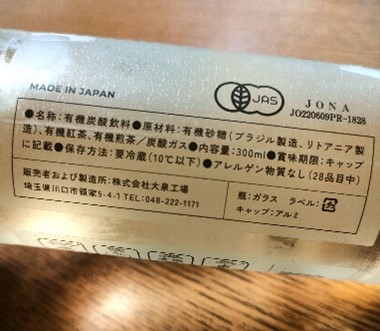 MADE IN JAPAN
JAS
JONA
JO220609PR-1828
●名称:有機炭酸飲料●原材料:有機砂糖(ブラジル製造、リトアニア製
造)、有機紅茶、有機煎茶/炭酸ガス●内容量:300ml●賞味期限:キャップ
に記載●保存方法:要冷蔵(10℃以下)●アレルゲン物質なし(28品目中)
販売者および製造所:株式会社大泉工場
埼玉県川口市領家5-4-1 TEL:048-222-1171
瓶:ガラス ラベル:プラ
キャップ:アルミ